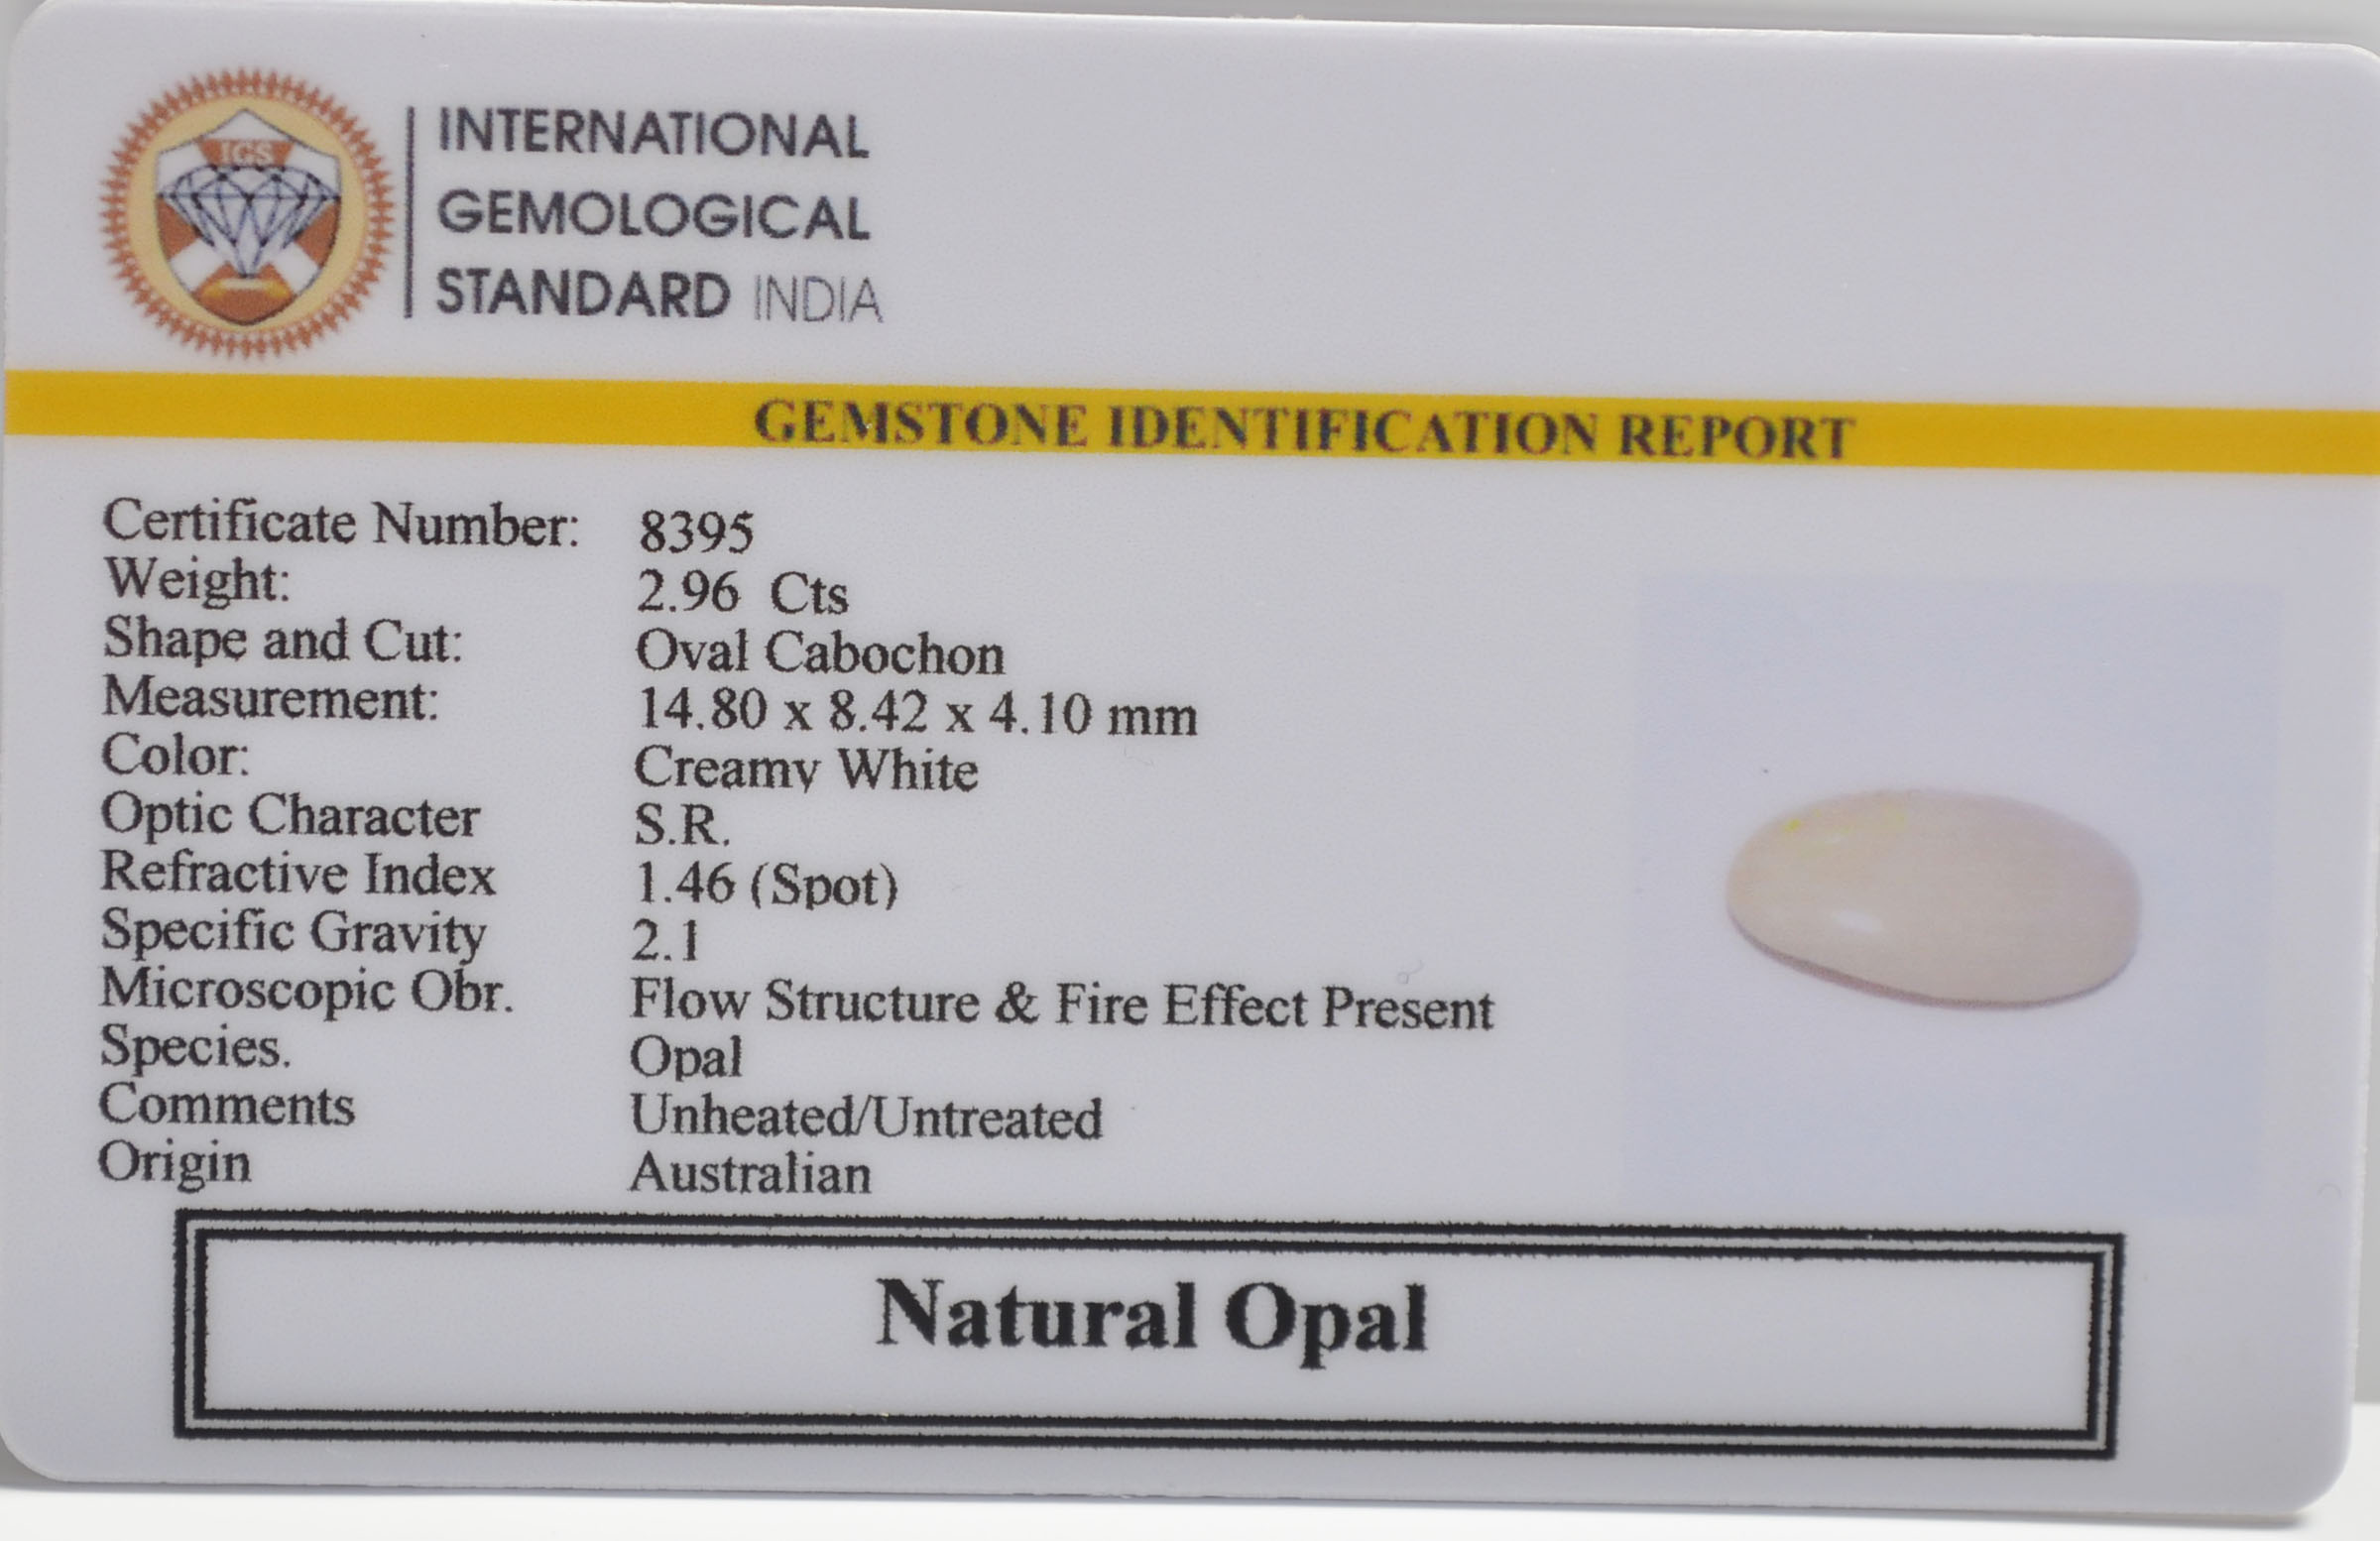 IGS
INTERNATIONAL
GEMOLOGICAL
STANDARD INDIA
GEMSTONE IDENTIFICATION REPORT
Certificate Number: 8395
Weight: 2.96 Cts
Shape and Cut: Oval Cabochon
Measurement: 14.80 x 8.42 x 4.10 mm
Color: Creamy White
Optic Character S.R.
Refractive Index 1.46 (Spot)
Specific Gravity 2.1
Microscopic Obr. Flow Structure & Fire Effect Present
Species. Opal
Comments Unheated/Untreated
Origin Australian
Natural Opal